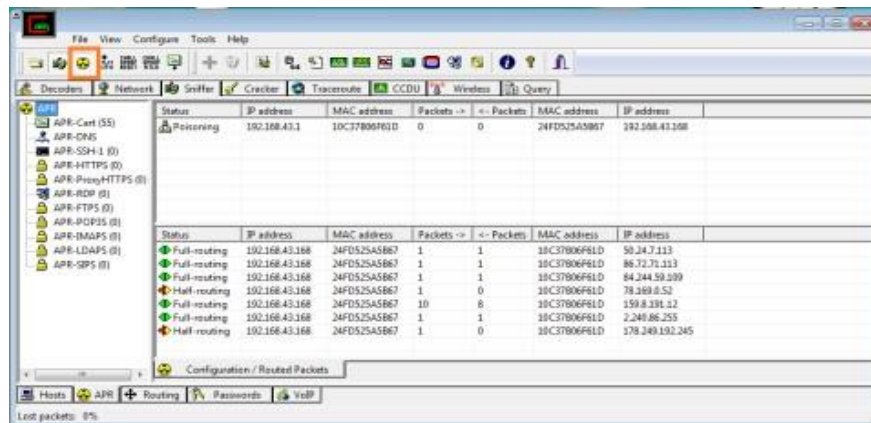 File View Configure Tools Help
Decoders Network Sniffer Cracker Traceroute CCDU Wireless Query
APR
APR-Cert (55)
APR-DNS
APR-SSH-1 (0)
APR-HTTPS (0)
APR-ProxyHTTPS (0)
APR-RDP (0)
APR-FTPS (0)
APR-POP3S (0)
APR-IMAPS (0)
APR-LDAPS (0)
APR-SIPS (0)
Status IP address MAC address Packets -> <- Packets MAC address IP address
Poisoning 192.168.43.1 10C37B06F61D 0 0 24FD525A5B67 192.168.43.168
Status IP address MAC address Packets -> <- Packets MAC address IP address
Full-routing 192.168.43.168 24FD525A5B67 1 1 10C37B06F61D 50.24.7.113
Full-routing 192.168.43.168 24FD525A5B67 1 1 10C37B06F61D 86.72.71.113
Full-routing 192.168.43.168 24FD525A5B67 1 1 10C37B06F61D 84.244.59.109
Half-routing 192.168.43.168 24FD525A5B67 1 0 10C37B06F61D 78.169.0.52
Full-routing 192.168.43.168 24FD525A5B67 10 8 10C37B06F61D 159.8.191.12
Full-routing 192.168.43.168 24FD525A5B67 1 1 10C37B06F61D 2.240.86.255
Half-routing 192.168.43.168 24FD525A5B67 1 0 10C37B06F61D 178.249.192.245
Configuration / Routed Packets
Hosts APR Routing Passwords VoIP
Lost packets: 0%